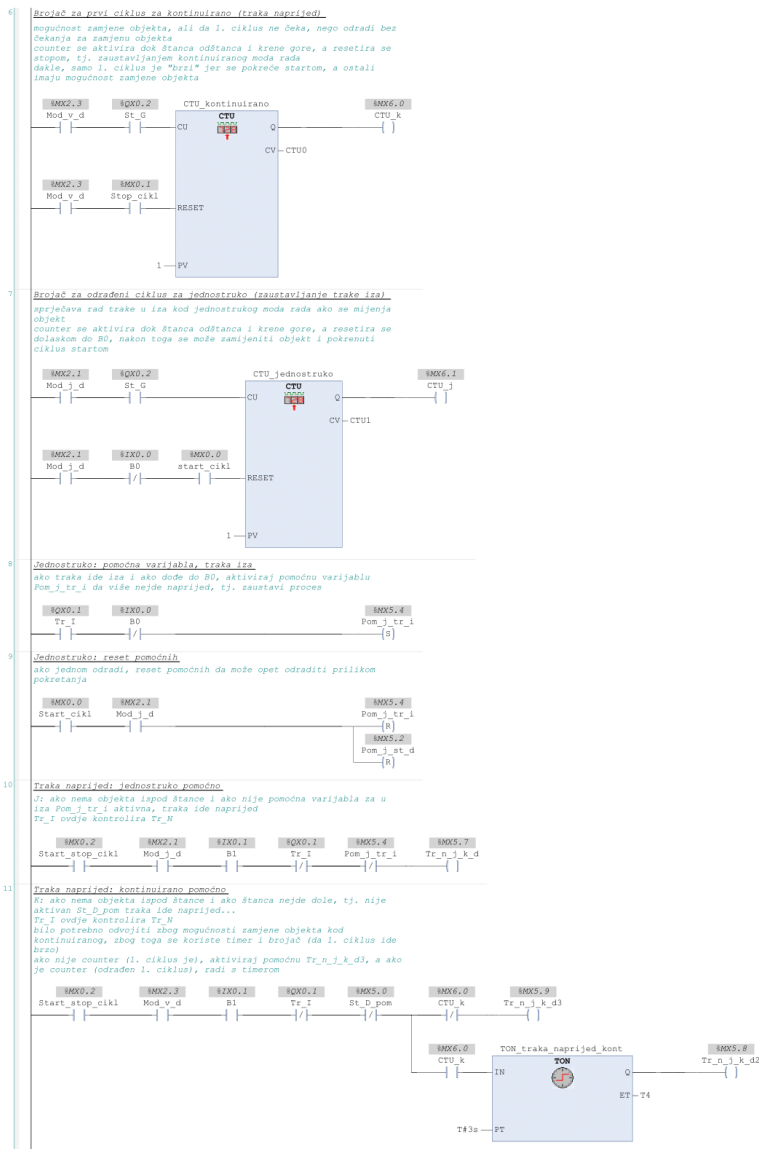 6 Brojač za prvi ciklus za kontinuirano (traka naprijed)
mogućnost zamjene objekta, ali da 1. ciklus ne čeka, nego odradi bez
čekanja za zamjenu objekta
counter se aktivira dok štanca odštanca i krene gore, a resetira se
stopom, tj. zaustavljanjem kontinuiranog moda rada
dakle, samo 1. ciklus je "brzi" jer se pokreće startom, a ostali
imaju mogućnost zamjene objekta
%MX2.3 %QX0.2 CTU_kontinuirano %MX6.0
Mod_v_d St_G CTU CTU_k
CU Q
CV CTU0
%MX2.3 %MX0.1
Mod_v_d Stop_cikl
RESET
1 PV
7 Brojač za odrađeni ciklus za jednostruko (zaustavljanje trake iza)
sprječava rad trake u iza kod jednostrukog moda rada ako se mijenja
objekt
counter se aktivira dok štanca odštanca i krene gore, a resetira se
dolaskom do B0, nakon toga se može zamijeniti objekt i pokrenuti
ciklus startom
%MX2.1 %QX0.2 CTU_jednostruko %MX6.1
Mod_j_d St_G CTU CTU_j
CU Q
CV CTU1
%MX2.1 %IX0.0 %MX0.0
Mod_j_d B0 start_cikl
RESET
1 PV
8 Jednostruko: pomoćna varijabla, traka iza
ako traka ide iza i ako dođe do B0, aktiviraj pomoćnu varijablu
Pom_j_tr_i da više nejde naprijed, tj. zaustavi proces
%QX0.1 %IX0.0 %MX5.4
Tr_I B0 Pom_j_tr_i
S
9 Jednostruko: reset pomoćnih
ako jednom odradi, reset pomoćnih da može opet odraditi prilikom
pokretanja
%MX0.0 %MX2.1 %MX5.4
Start_cikl Mod_j_d Pom_j_tr_i
R
%MX5.2
Pom_j_st_d
R
10 Traka naprijed: jednostruko pomoćno
J: ako nema objekta ispod štance i ako nije pomoćna varijabla za u
iza Pom_j_tr_i aktivna, traka ide naprijed
Tr_I ovdje kontrolira Tr_N
%MX0.2 %MX2.1 %IX0.1 %QX0.1 %MX5.4 %MX5.7
Start_stop_cikl Mod_j_d B1 Tr_I Pom_j_tr_i Tr_n_j_k_d
11 Traka naprijed: kontinuirano pomoćno
K: ako nema objekta ispod štance i ako štanca nejde dole, tj. nije
aktivan St_D_pom traka ide naprijed...
Tr_I ovdje kontrolira Tr_N
bilo potrebno odvojiti zbog mogućnosti zamjene objekta kod
kontinuiranog, zbog toga se koriste timer i brojač (da 1. ciklus ide
brzo)
ako nije counter (1. ciklus je), aktiviraj pomoćnu Tr_n_j_k_d3, a ako
je counter (odrađen 1. ciklus), radi s timerom
%MX0.2 %MX2.3 %IX0.1 %QX0.1 %MX5.0 %MX6.0 %MX5.9
Start_stop_cikl Mod_v_d B1 Tr_I St_D_pom CTU_k Tr_n_j_k_d3
%MX6.0 TON_traka_naprijed_kont %MX5.8
CTU_k TON Tr_n_j_k_d2
IN Q
ET T4
T#3s PT